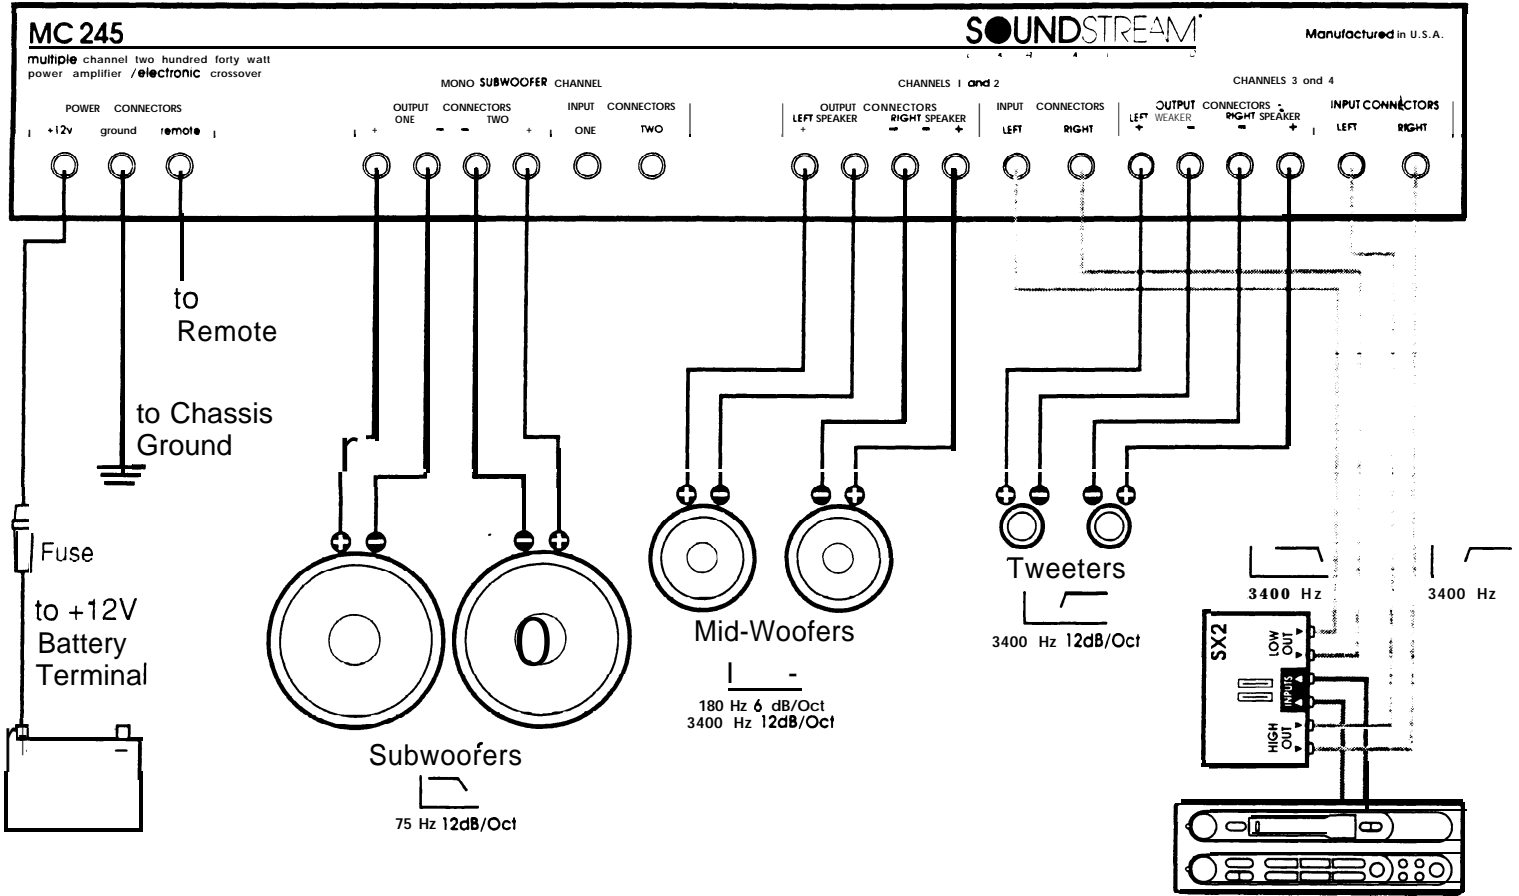 MC 245
SOUNDSTREAM
Manufactured in U.S.A.
multiple channel two hundred forty watt
power amplifier / electronic crossover
MONO SUBWOOFER CHANNEL
CHANNELS 1 and 2
CHANNELS 3 ond 4
POWER CONNECTORS
+12v ground remote
OUTPUT CONNECTORS
ONE TWO
+ - - +
INPUT CONNECTORS
ONE TWO
OUTPUT CONNECTORS
LEFT SPEAKER RIGHT SPEAKER
+ - - +
INPUT CONNECTORS
LEFT RIGHT
OUTPUT CONNECTORS
LEFT WEAKER RIGHT SPEAKER
+ - - +
INPUT CONNECTORS
LEFT RIGHT
to
Remote
to Chassis
Ground
Fuse
to +12V
Battery
Terminal
Subwoofers
75 Hz 12dB/Oct
Mid-Woofers
180 Hz 6 dB/Oct
3400 Hz 12dB/Oct
Tweeters
3400 Hz 12dB/Oct
3400 Hz
3400 Hz
SX2
LOW
OUT
INPUTS
HIGH
OUT